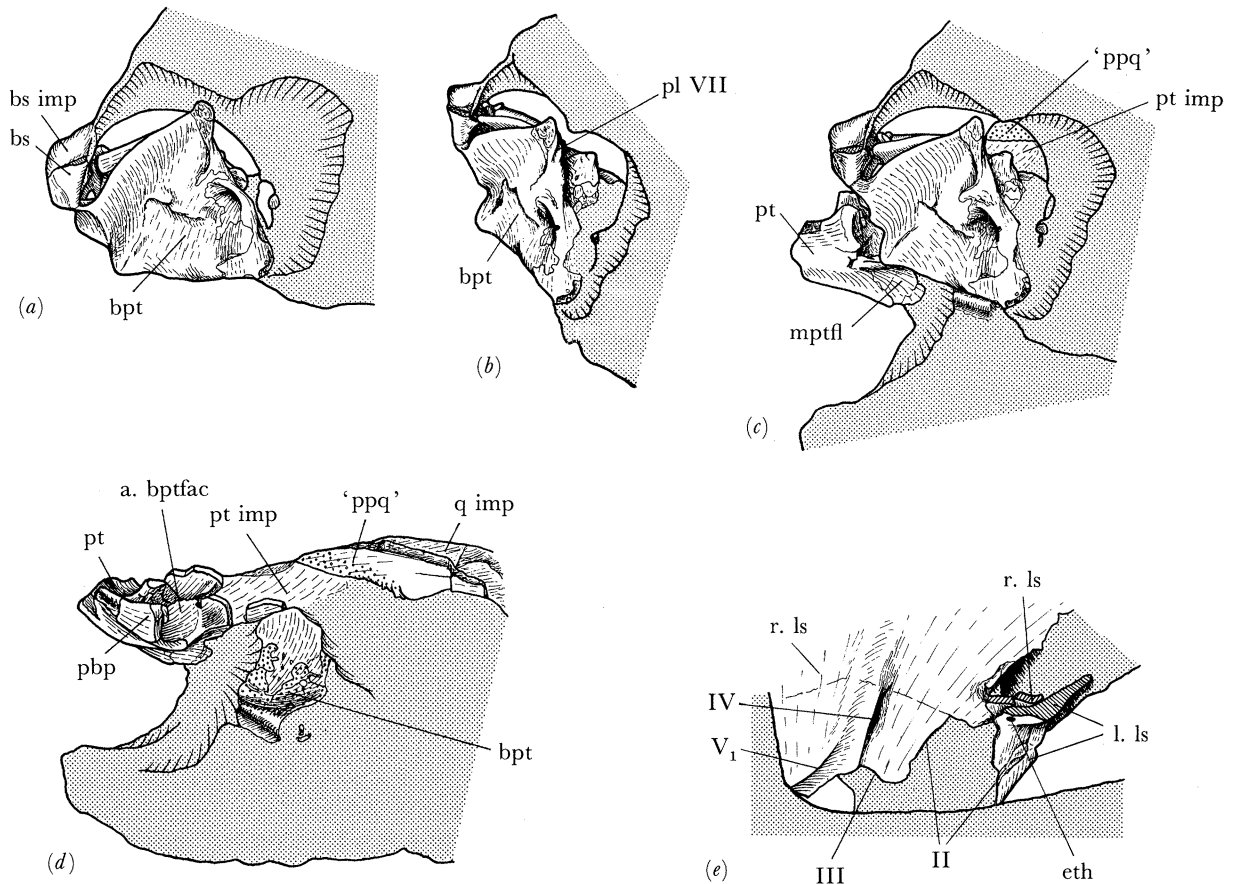 bs imp
bs
bpt
(a)
pl VII
bpt
(b)
‘ppq’
pt imp
pt
mptfl
(c)
a. bptfac
pt imp
‘ppq’
q imp
pt
pbp
bpt
(d)
r. ls
r. ls
IV
V₁
l. ls
III
II
eth
(e)